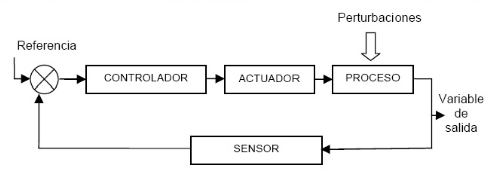 Perturbaciones
Referencia
CONTROLADOR
ACTUADOR
PROCESO
Variable
de
salida
SENSOR